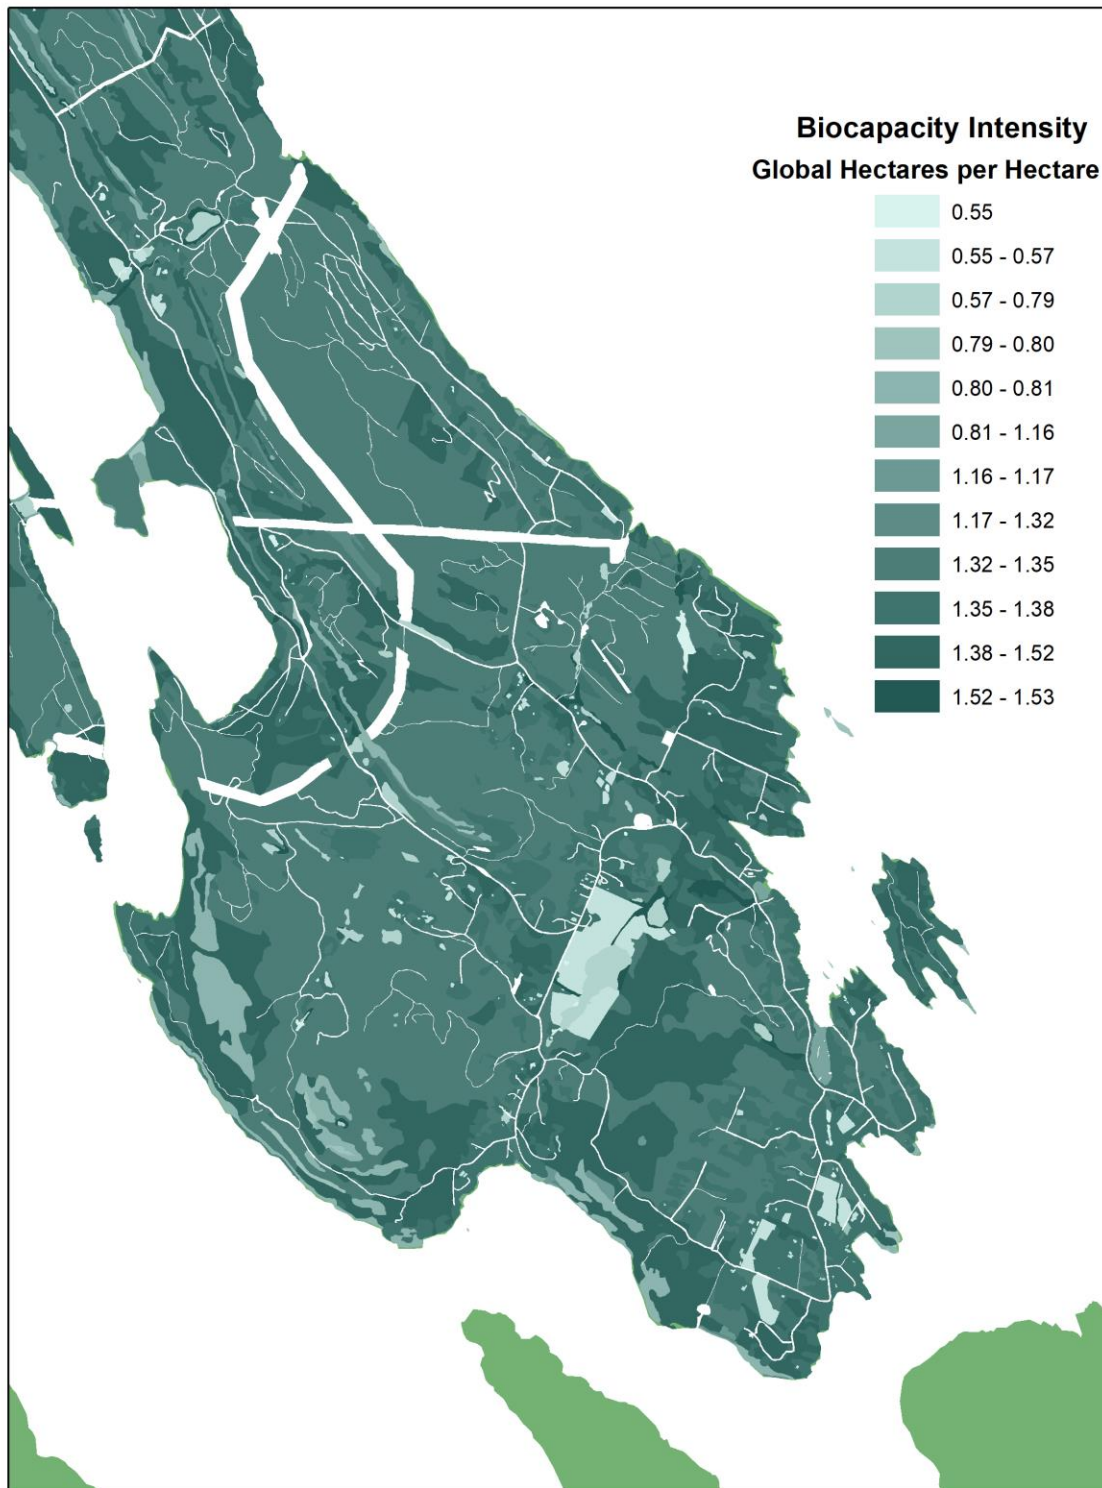 Biocapacity Intensity
Global Hectares per Hectare
0.55
0.55 - 0.57
0.57 - 0.79
0.79 - 0.80
0.80 - 0.81
0.81 - 1.16
1.16 - 1.17
1.17 - 1.32
1.32 - 1.35
1.35 - 1.38
1.38 - 1.52
1.52 - 1.53